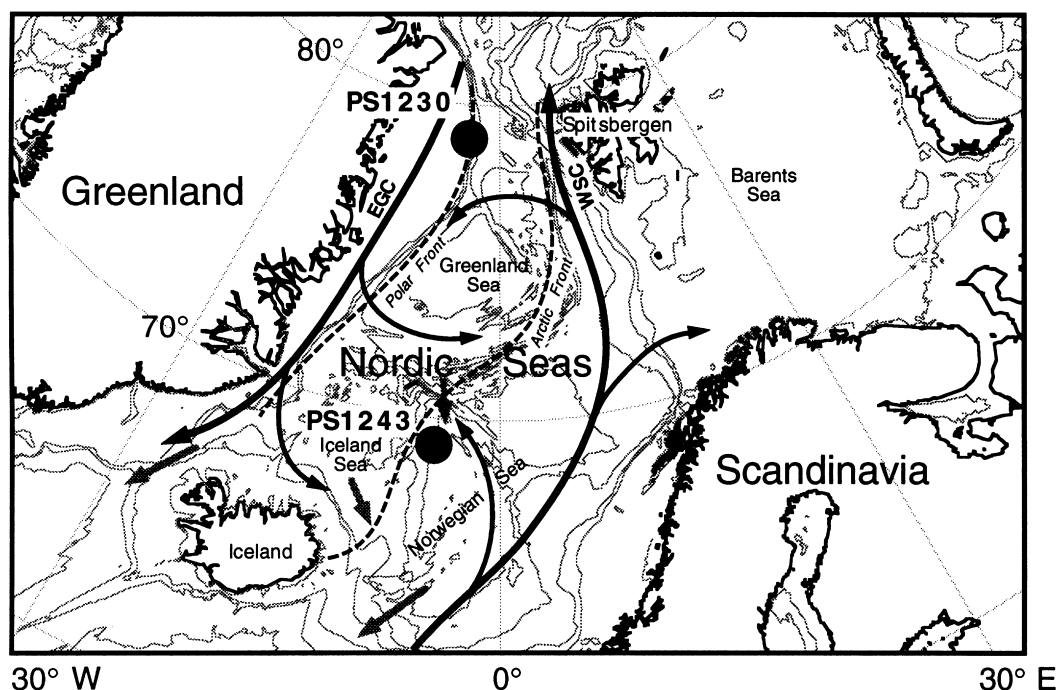 80°
PS1230
Spitsbergen
Greenland
EGC
WSC
Barents
Sea
Polar Front
Greenland
Sea
Arctic Front
70°
Nordic Seas
PS1243
Iceland
Sea
Norwegian Sea
Scandinavia
Iceland
30° W
0°
30° E